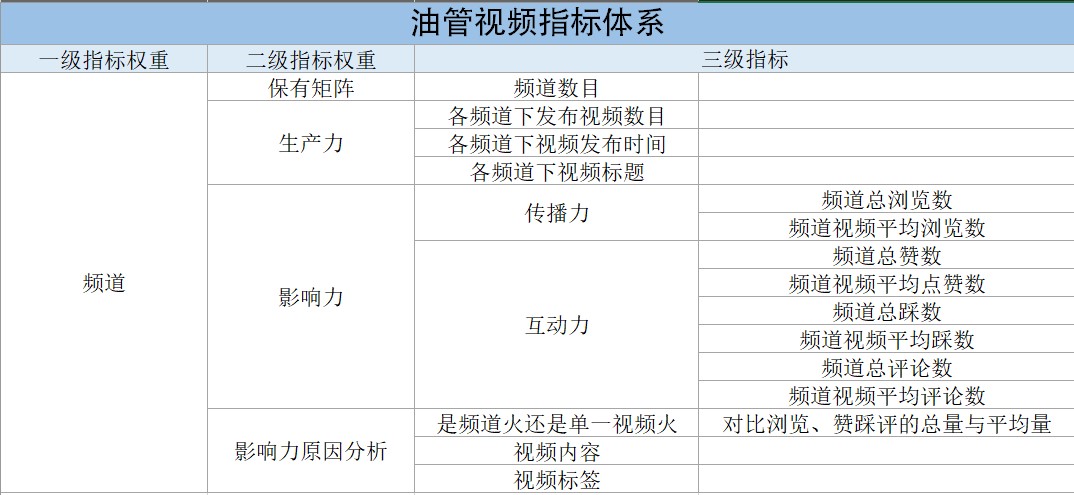 油管视频指标体系
一级指标权重 二级指标权重 三级指标
频道
保有矩阵 频道数目
生产力
各频道下发布视频数目
各频道下视频发布时间
各频道下视频标题
影响力
传播力
频道总浏览数
频道视频平均浏览数
互动力
频道总赞数
频道视频平均点赞数
频道总踩数
频道视频平均踩数
频道总评论数
频道视频平均评论数
影响力原因分析
是频道火还是单一视频火 对比浏览、赞踩评的总量与平均量
视频内容
视频标签